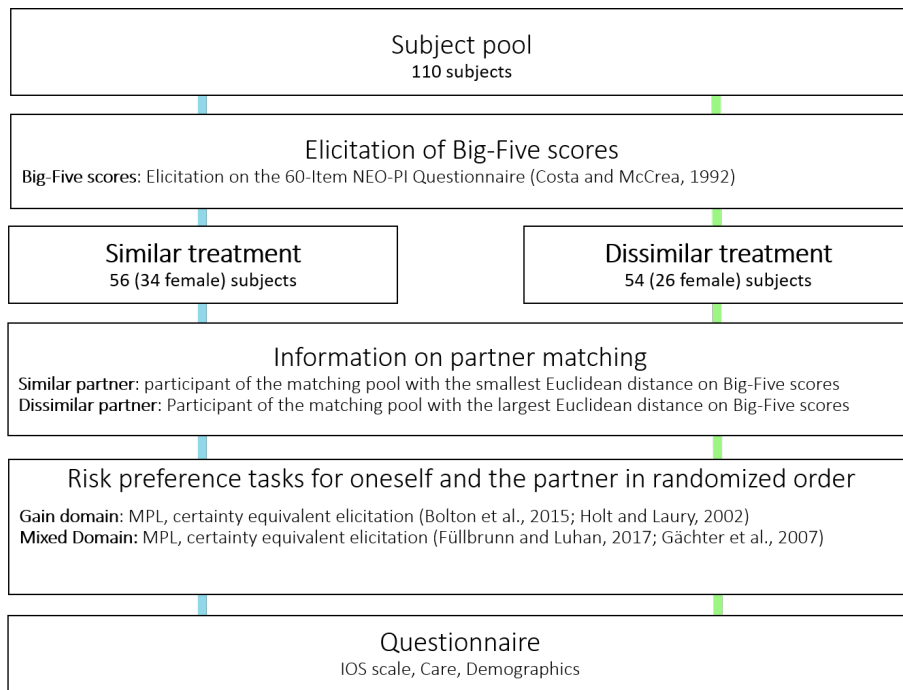 Subject pool
110 subjects
Elicitation of Big-Five scores
Big-Five scores: Elicitation on the 60-Item NEO-PI Questionnaire (Costa and McCrea, 1992)
Similar treatment
56 (34 female) subjects
Dissimilar treatment
54 (26 female) subjects
Information on partner matching
Similar partner: participant of the matching pool with the smallest Euclidean distance on Big-Five scores
Dissimilar partner: Participant of the matching pool with the largest Euclidean distance on Big-Five scores
Risk preference tasks for oneself and the partner in randomized order
Gain domain: MPL, certainty equivalent elicitation (Bolton et al., 2015; Holt and Laury, 2002)
Mixed Domain: MPL, certainty equivalent elicitation (Füllbrunn and Luhan, 2017; Gächter et al., 2007)
Questionnaire
IOS scale, Care, Demographics